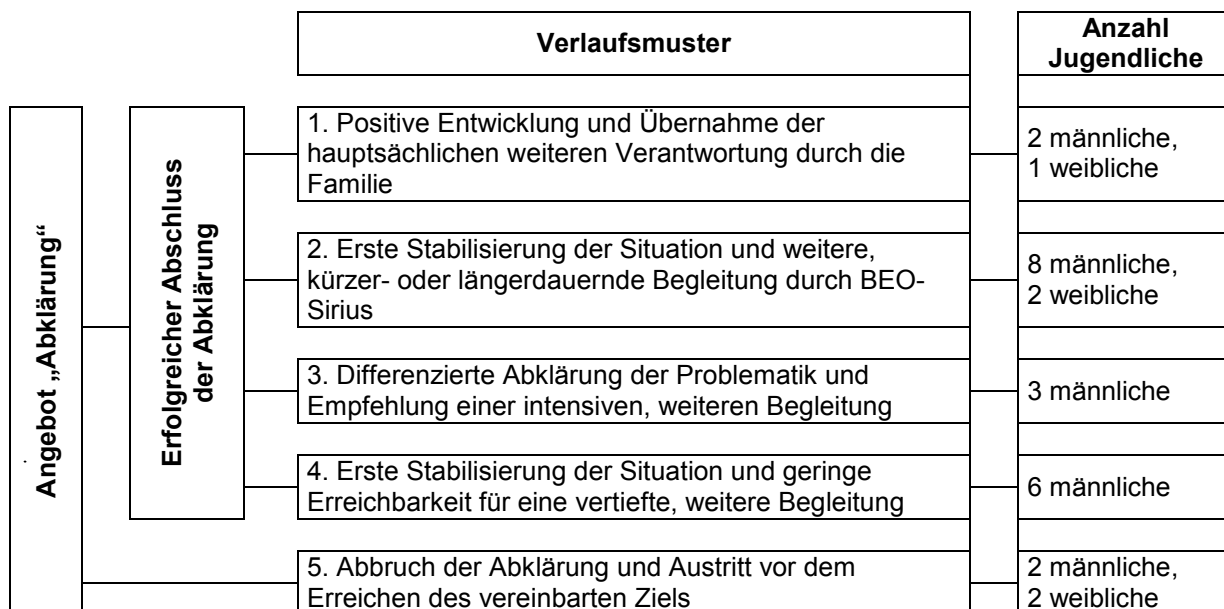 Verlaufsmuster
Anzahl
Jugendliche
Angebot „Abklärung“
Erfolgreicher Abschluss
der Abklärung
1. Positive Entwicklung und Übernahme der
hauptsächlichen weiteren Verantwortung durch die
Familie
2 männliche,
1 weibliche
2. Erste Stabilisierung der Situation und weitere,
kürzer- oder längerdauernde Begleitung durch BEO-
Sirius
8 männliche,
2 weibliche
3. Differenzierte Abklärung der Problematik und
Empfehlung einer intensiven, weiteren Begleitung
3 männliche
4. Erste Stabilisierung der Situation und geringe
Erreichbarkeit für eine vertiefte, weitere Begleitung
6 männliche
5. Abbruch der Abklärung und Austritt vor dem
Erreichen des vereinbarten Ziels
2 männliche,
2 weibliche